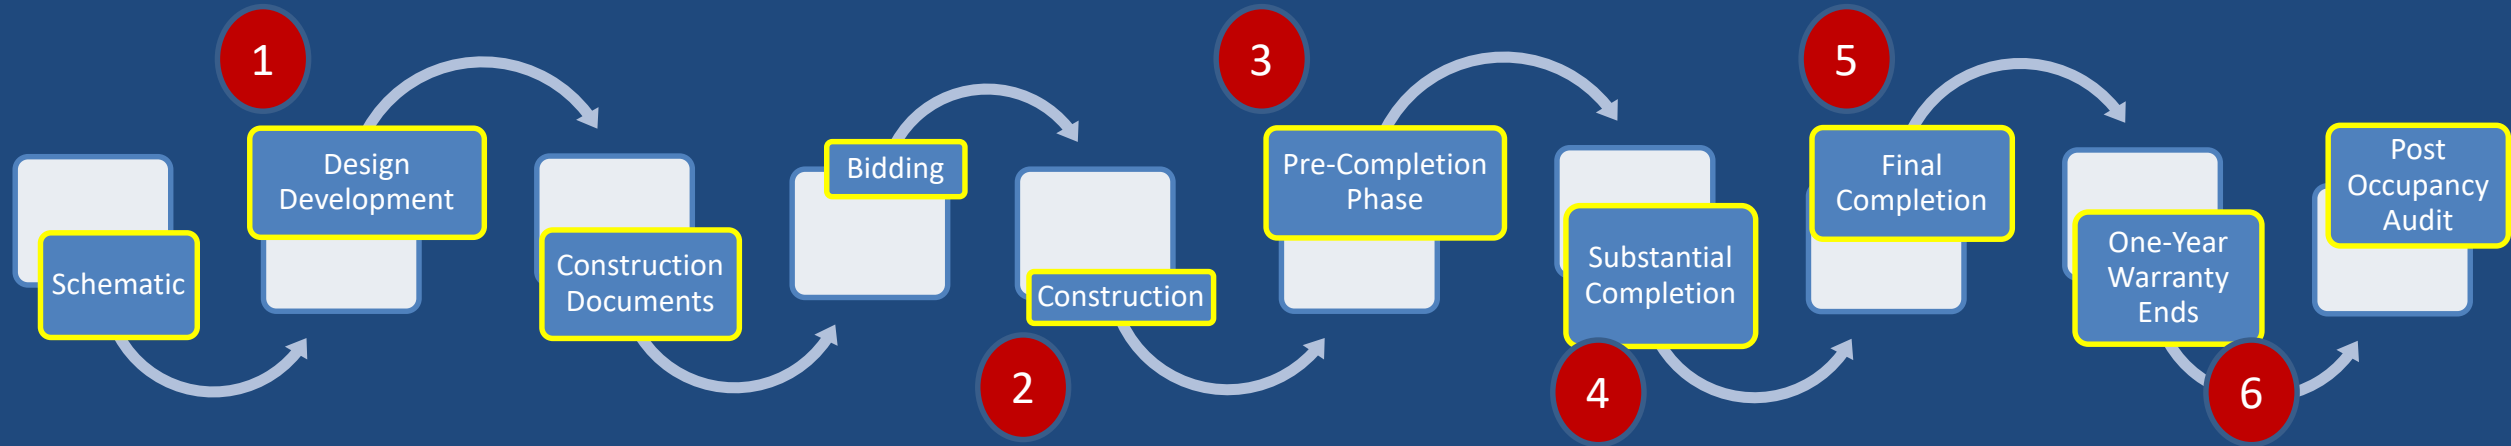 1
Design
Development
Schematic
Construction
Documents
Bidding
2
Construction
3
Pre-Completion
Phase
4
Substantial
Completion
5
Final
Completion
One-Year
Warranty
Ends
6
Post
Occupancy
Audit